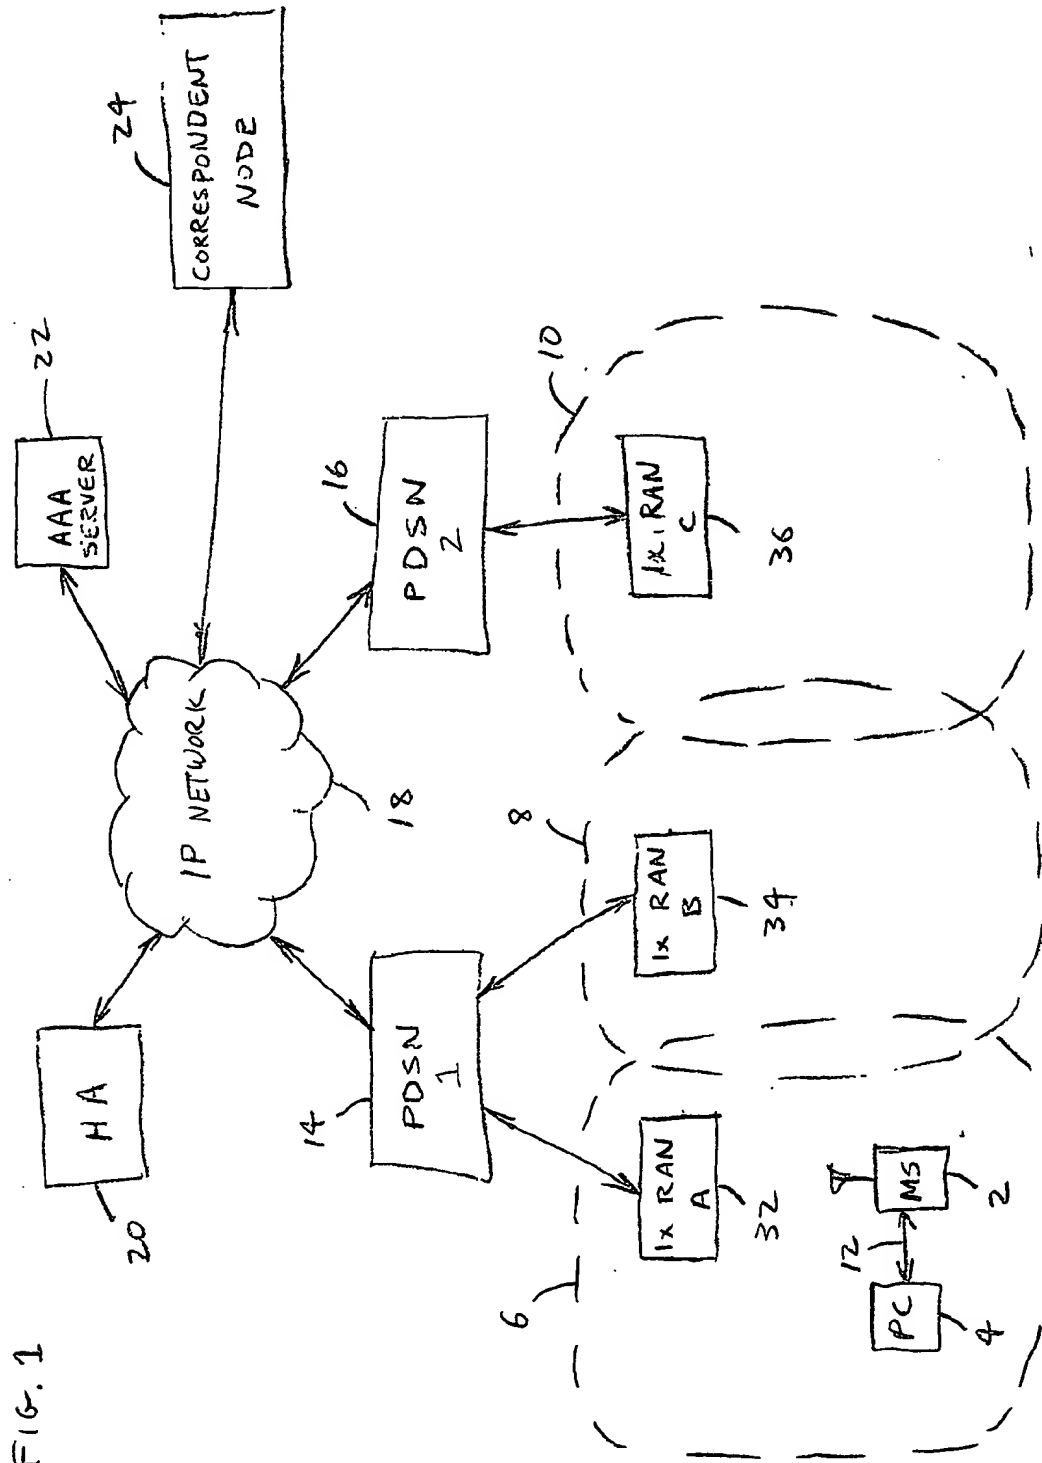 FIG. 1
HA
20
AAA
SERVER
22
CORRESPONDENT
NODE
24
IP NETWORK
18
PDSN
1
14
PDSN
2
16
1x RAN
A
32
1x RAN
B
34
1x RAN
C
36
6
8
10
PC
4
12
MS
2